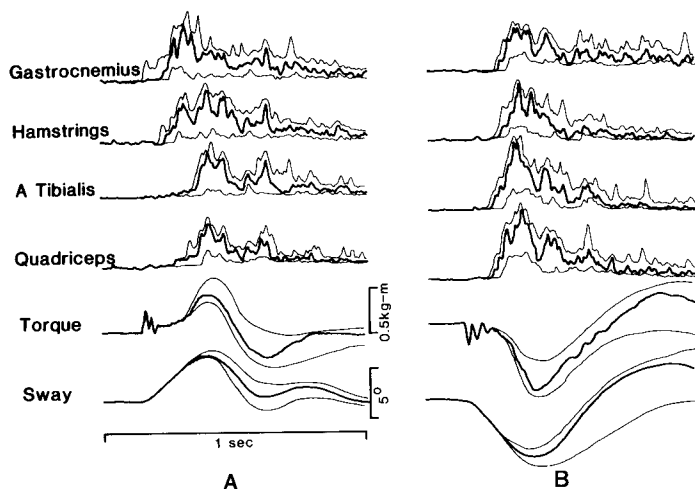 Gastrocnemius
Hamstrings
A Tibialis
Quadriceps
Torque
0.5kg-m
Sway
5°
1 sec
A
B